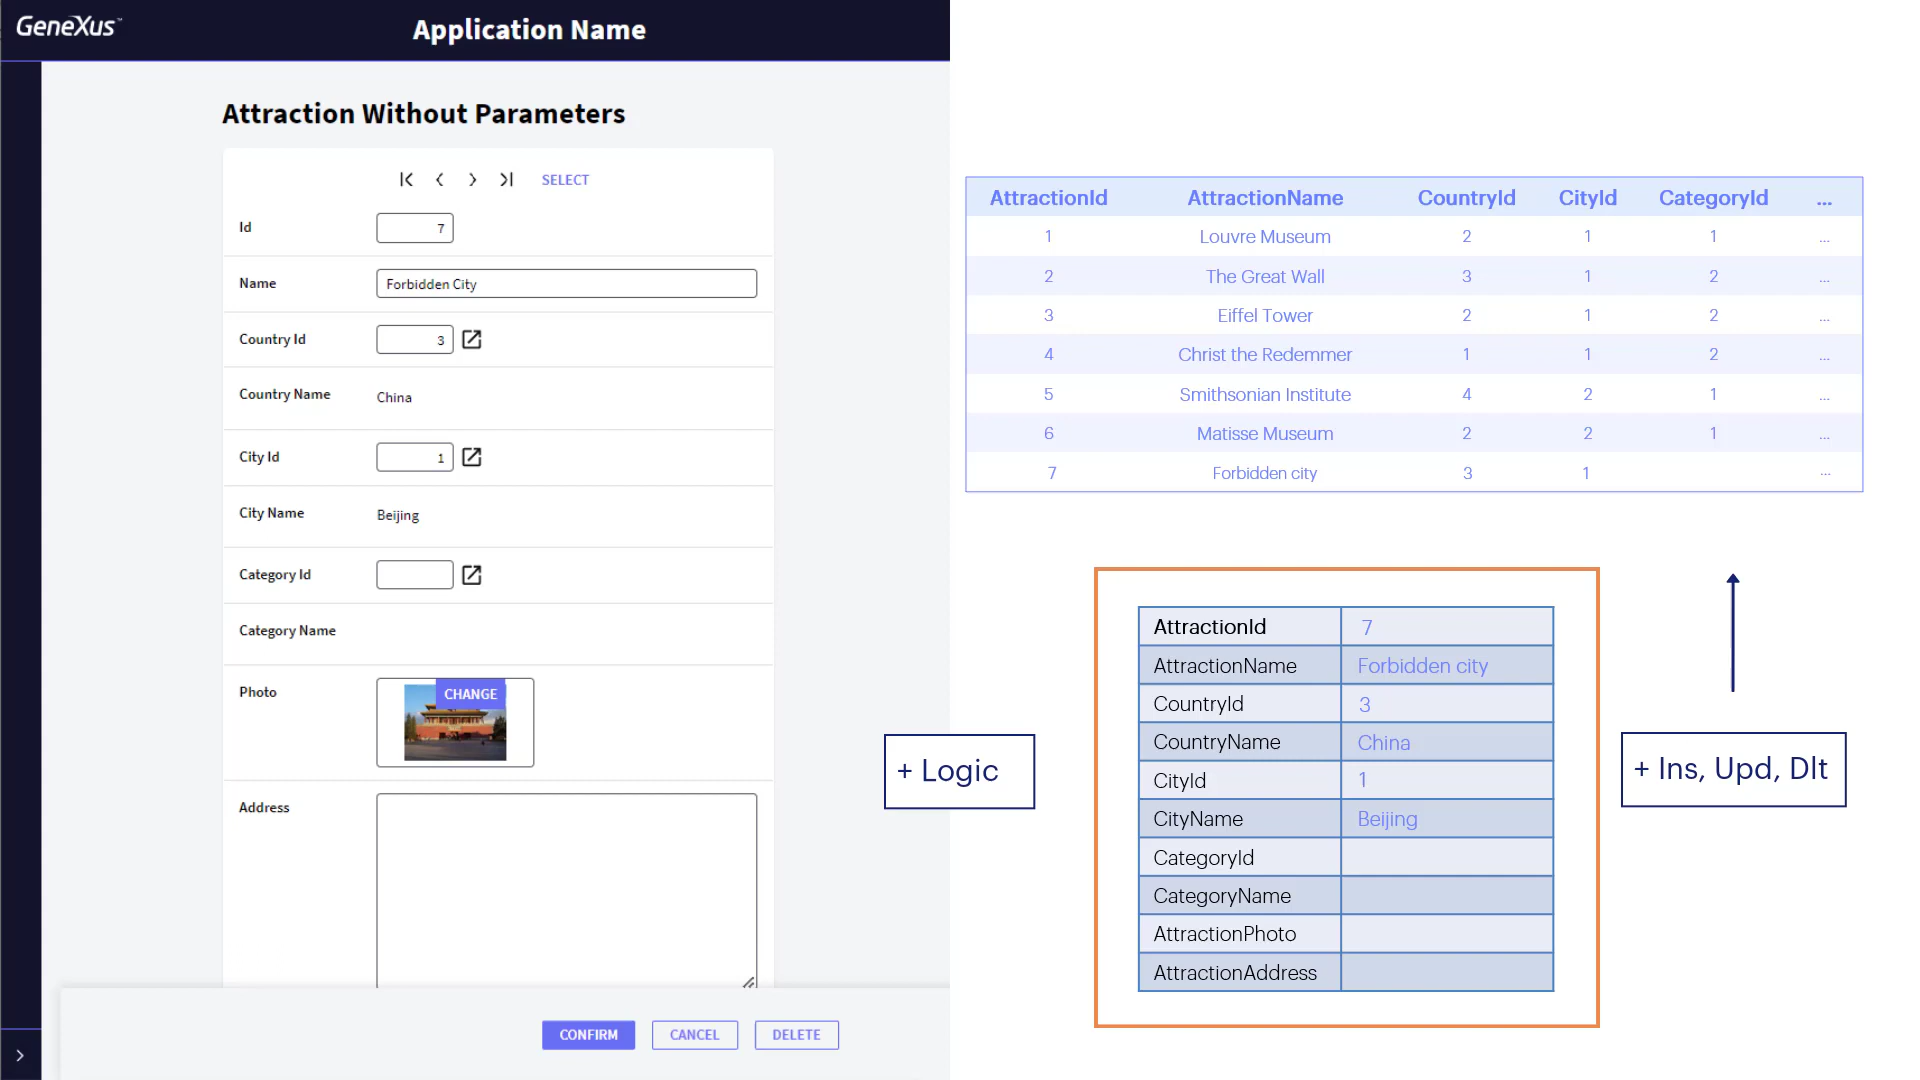 GeneXus™
Application Name
Attraction Without Parameters
SELECT
Id 7
Name Forbidden City
Country Id 3
Country Name China
City Id 1
City Name Beijing
Category Id
Category Name
Photo CHANGE
Address
CONFIRM CANCEL DELETE
AttractionId AttractionName CountryId CityId CategoryId ...
1 Louvre Museum 2 1 1 ...
2 The Great Wall 3 1 2 ...
3 Eiffel Tower 2 1 2 ...
4 Christ the Redemmer 1 1 2 ...
5 Smithsonian Institute 4 2 1 ...
6 Matisse Museum 2 2 1 ...
7 Forbidden city 3 1 ...
+ Logic
AttractionId 7
AttractionName Forbidden city
CountryId 3
CountryName China
CityId 1
CityName Beijing
CategoryId
CategoryName
AttractionPhoto
AttractionAddress
+ Ins, Upd, Dlt